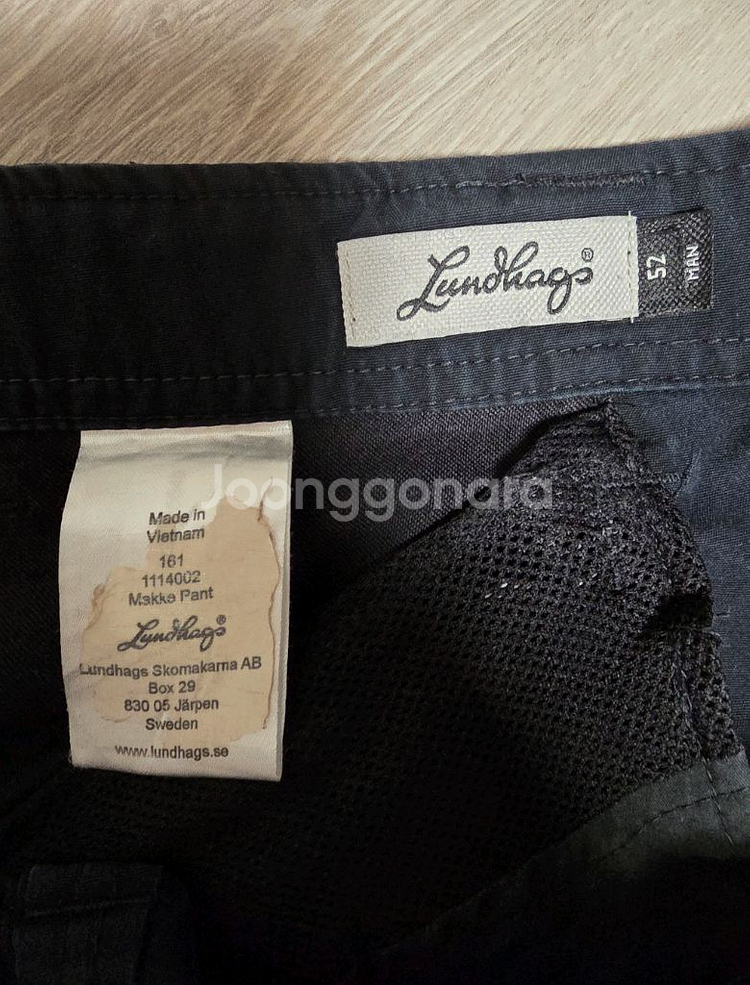 Lundhags®
52
MAN
Joonggonara
Made in
Vietnam
161
1114002
Makke Pant
Lundhags®
Lundhags Skomakarna AB
Box 29
830 05 Järpen
Sweden
www.lundhags.se